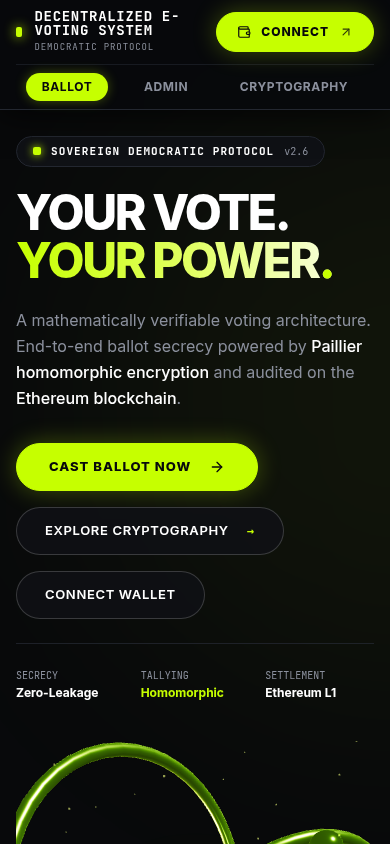 DECENTRALIZED E-
VOTING SYSTEM
DEMOCRATIC PROTOCOL
CONNECT
BALLOT
ADMIN
CRYPTOGRAPHY
SOVEREIGN DEMOCRATIC PROTOCOL v2.6
YOUR VOTE.
YOUR POWER.
A mathematically verifiable voting architecture.
End-to-end ballot secrecy powered by Paillier
homomorphic encryption and audited on the
Ethereum blockchain.
CAST BALLOT NOW →
EXPLORE CRYPTOGRAPHY →
CONNECT WALLET
SECRECY
Zero-Leakage
TALLYING
Homomorphic
SETTLEMENT
Ethereum L1